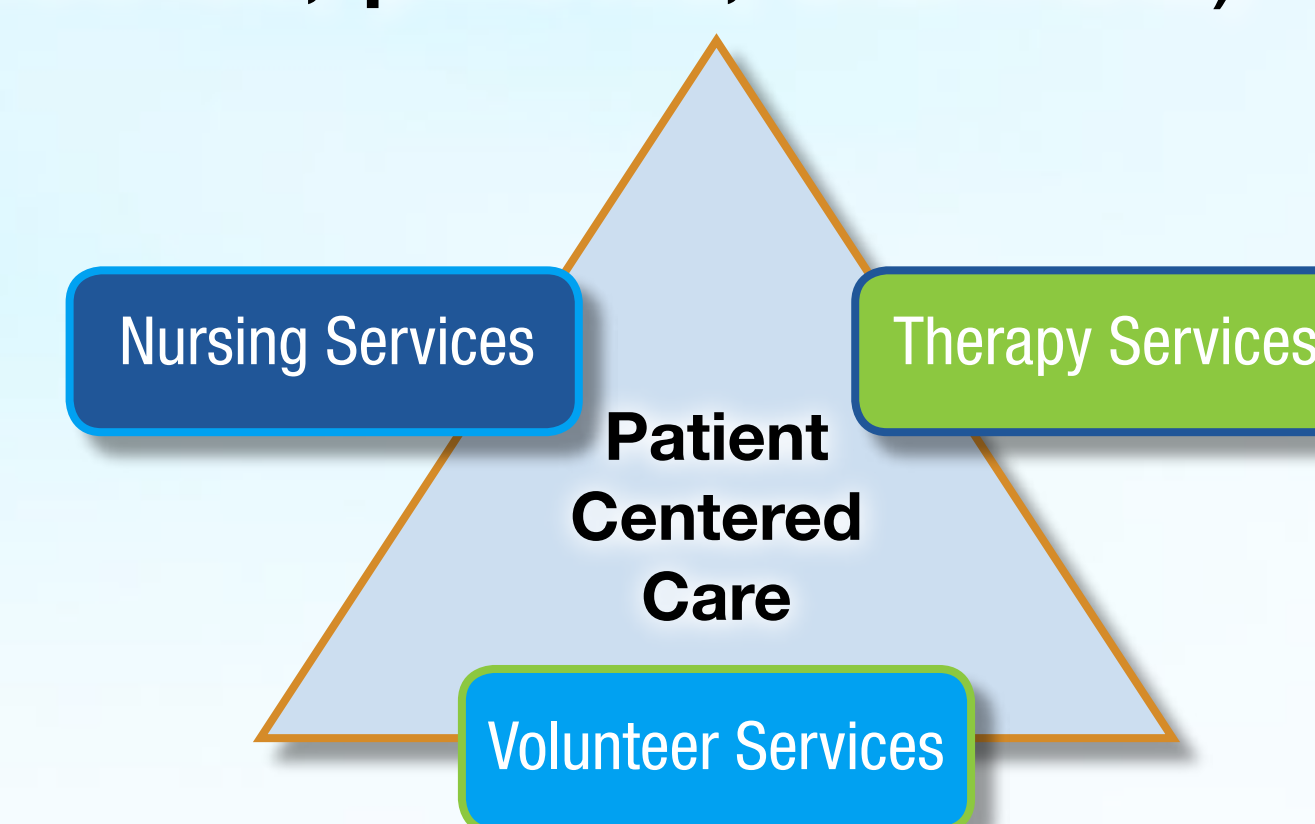 Nursing Services
Therapy Services
Patient
Centered
Care
Volunteer Services